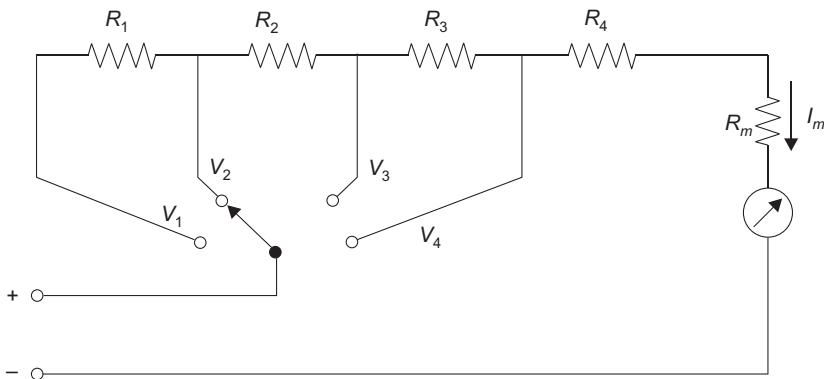 R1 R2 R3 R4
Rm Im
V2 V3
V1 V4
+
−